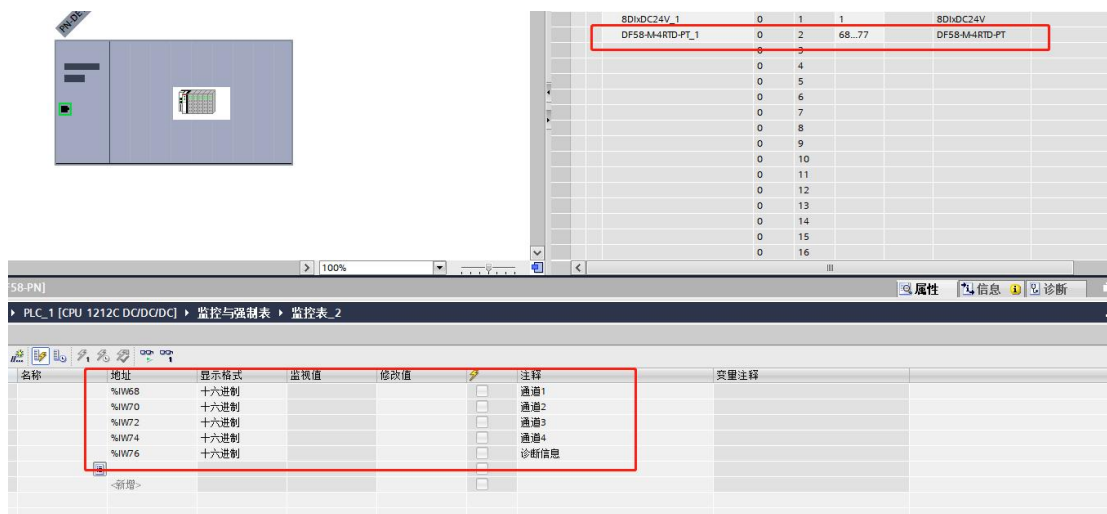 PN-DE
8DIxDC24V_1 0 1 1 8DIxDC24V
DF58-M-4RTD-PT_1 0 2 68...77 DF58-M-4RTD-PT
0 3
0 4
0 5
0 6
0 7
0 8
0 9
0 10
0 11
0 12
0 13
0 14
0 15
0 16
100%
F58-PN]
属性 信息 诊断
PLC_1 [CPU 1212C DC/DC/DC] 监控与强制表 监控表_2
名称 地址 显示格式 监视值 修改值 注释 变量注释
%IW68 十六进制 通道1
%IW70 十六进制 通道2
%IW72 十六进制 通道3
%IW74 十六进制 通道4
%IW76 十六进制 诊断信息
<新增>